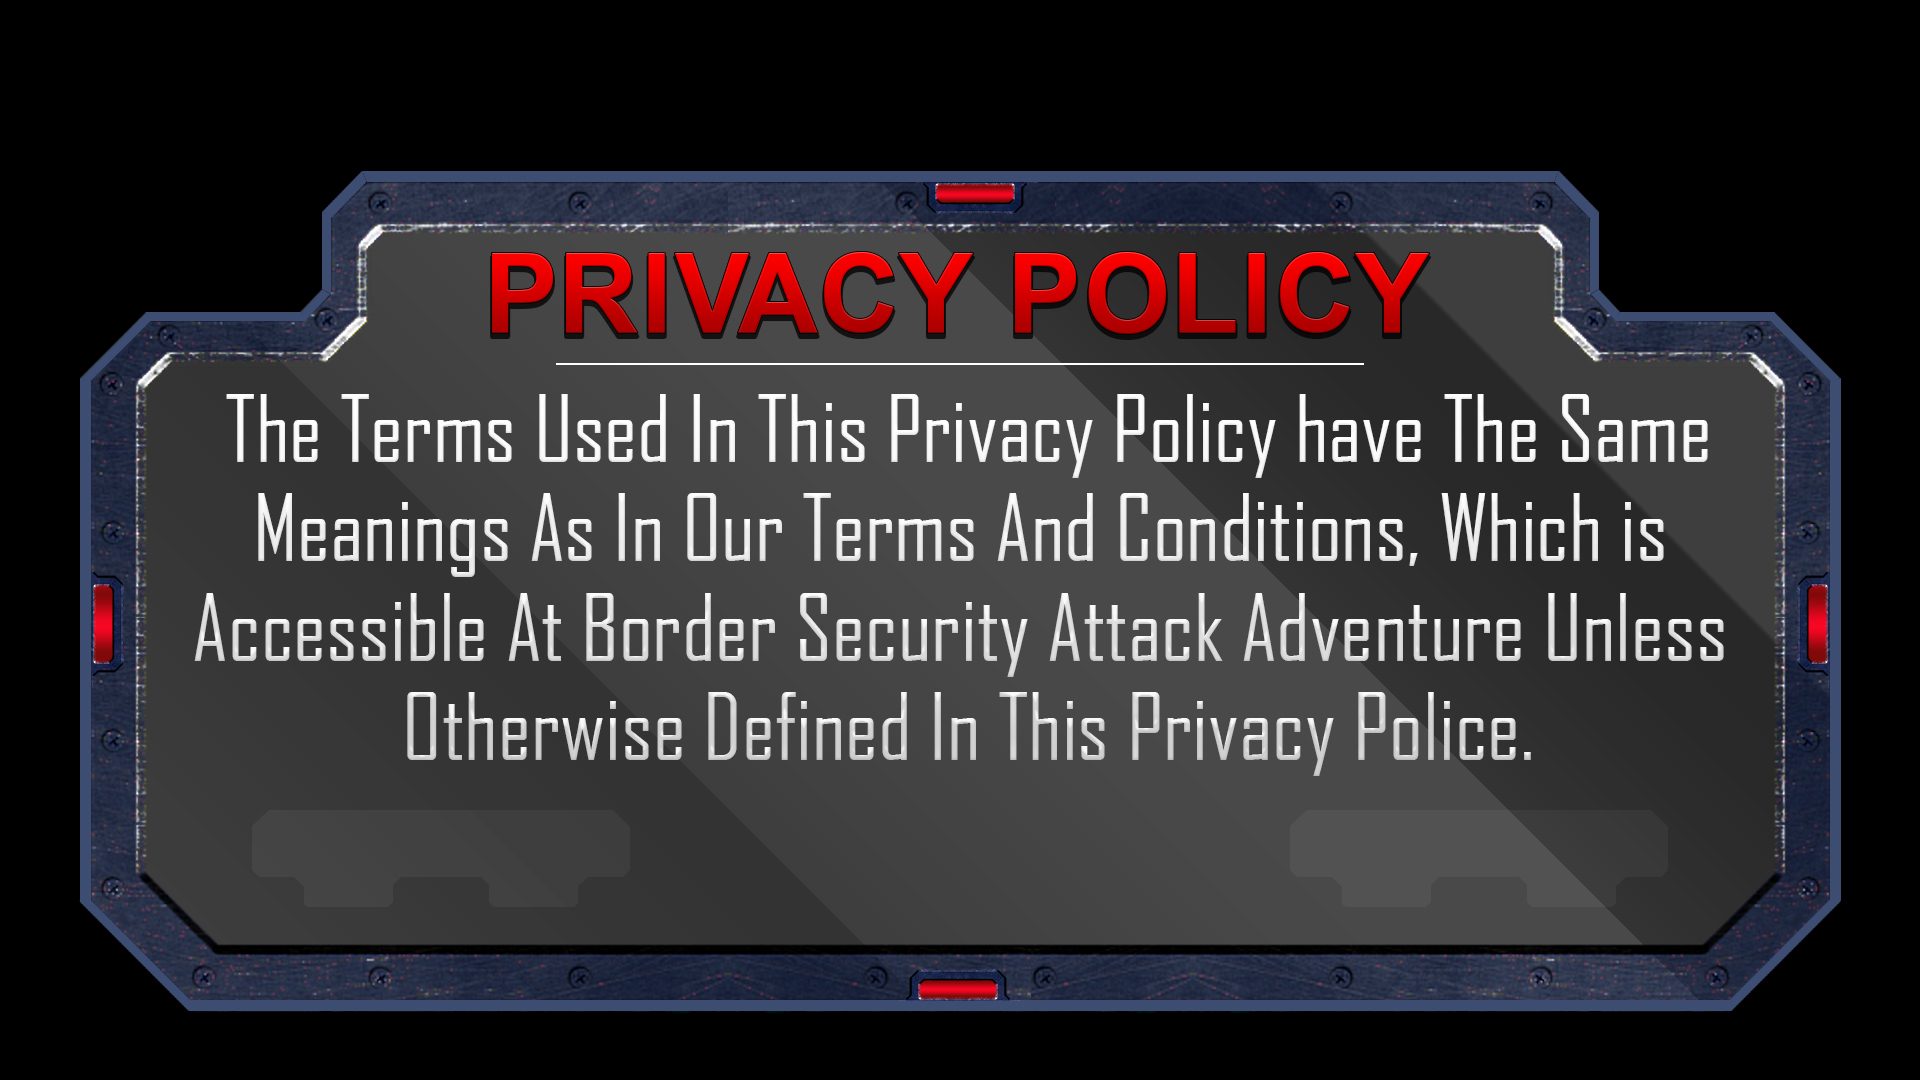 PRIVACY POLICY
The Terms Used In This Privacy Policy have The Same
Meanings As In Our Terms And Conditions, Which is
Accessible At Border Security Attack Adventure Unless
Otherwise Defined In This Privacy Police.